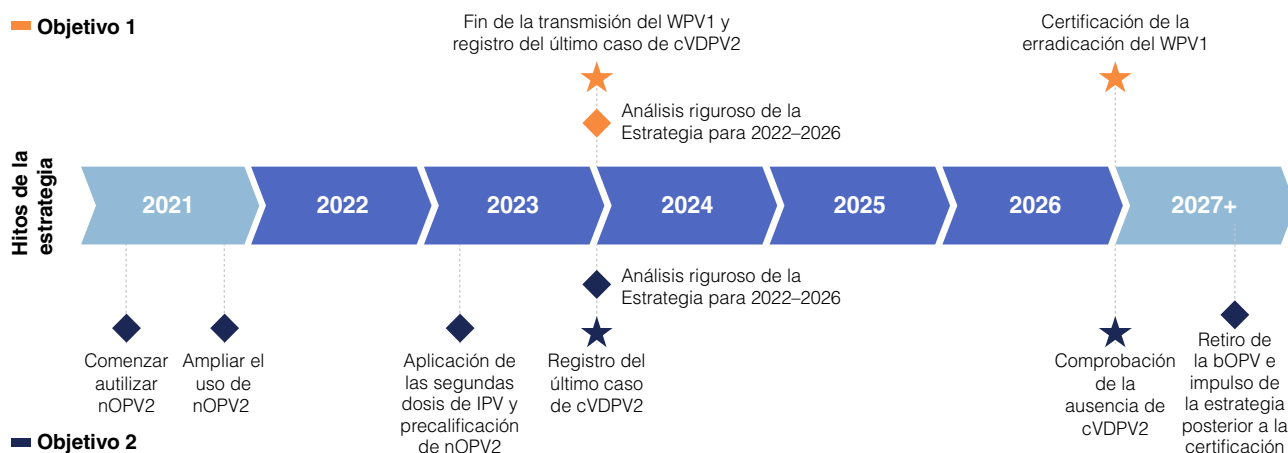 Objetivo 1
Fin de la transmisión del WPV1 y
registro del último caso de cVDPV2
Certificación de la
erradicación del WPV1
Análisis riguroso de la
Estrategia para 2022–2026
Hitos de la
estrategia
2021
2022
2023
2024
2025
2026
2027+
Análisis riguroso de la
Estrategia para 2022–2026
Comenzar
autilizar
nOPV2
Ampliar el
uso de
nOPV2
Aplicación de
las segundas
dosis de IPV y
precalificación
de nOPV2
Registro del
último caso
de cVDPV2
Comprobación
de la
ausencia de
cVDPV2
Retiro de
la bOPV e
impulso de
la estrategia
posterior a la
certificación
Objetivo 2